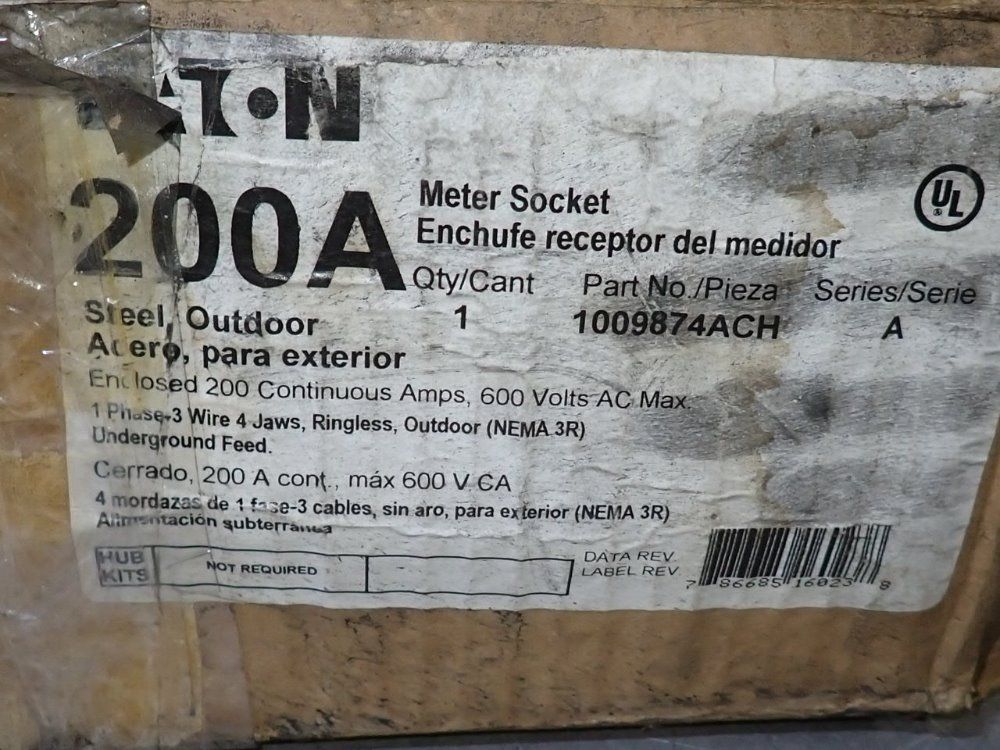 EATON
200A
Meter Socket
Enchufe receptor del medidor
UL
Qty/Cant Part No./Pieza Series/Serie
1 1009874ACH A
Steel, Outdoor
Acero, para exterior
Enclosed 200 Continuous Amps, 600 Volts AC Max.
1 Phase-3 Wire 4 Jaws, Ringless, Outdoor (NEMA 3R)
Underground Feed.
Cerrado, 200 A cont., máx 600 V CA
4 mordazas de 1 fase-3 cables, sin aro, para exterior (NEMA 3R)
Alimentación subterranea
HUB KITS NOT REQUIRED
DATA REV.
LABEL REV.
7 86685 16023 8